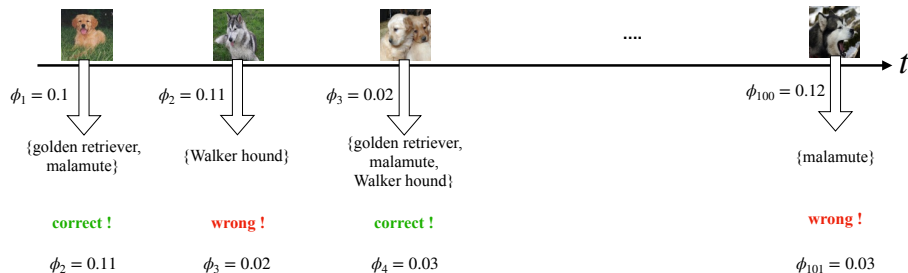 ....
t
ϕ₁ = 0.1
ϕ₂ = 0.11
ϕ₃ = 0.02
ϕ₁₀₀ = 0.12
{golden retriever,
malamute}
{Walker hound}
{golden retriever,
malamute,
Walker hound}
{malamute}
correct !
wrong !
correct !
wrong !
ϕ₂ = 0.11
ϕ₃ = 0.02
ϕ₄ = 0.03
ϕ₁₀₁ = 0.03